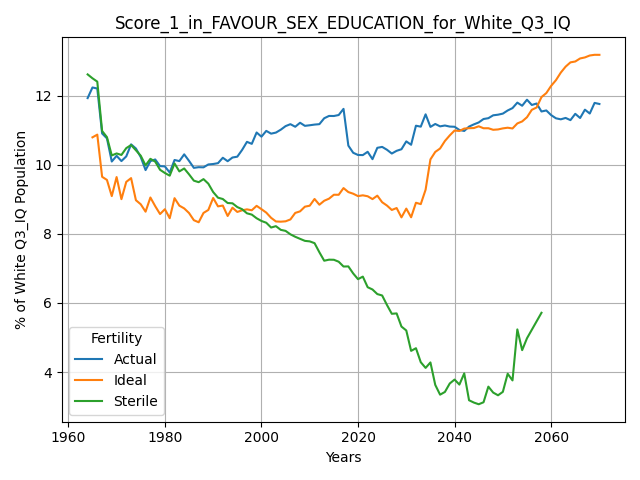 Score_1_in_FAVOUR_SEX_EDUCATION_for_White_Q3_IQ
% of White Q3_IQ Population
12
10
8
6
4
Fertility
Actual
Ideal
Sterile
1960 1980 2000 2020 2040 2060
Years